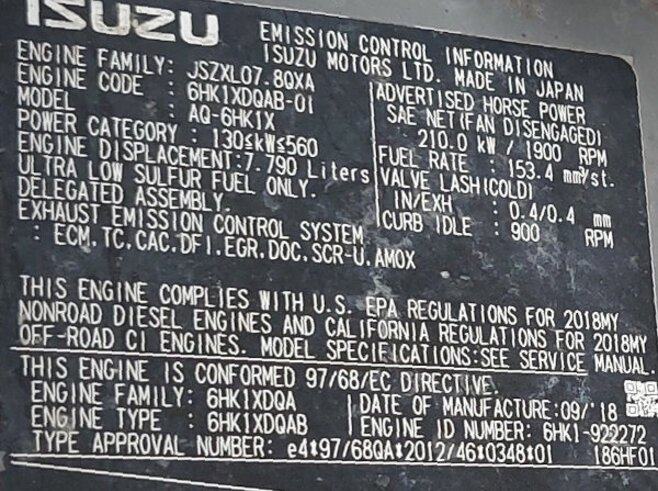 ISUZU
EMISSION CONTROL INFORMATION
ISUZU MOTORS LTD. MADE IN JAPAN
ENGINE FAMILY: JSZXL07.8QXA
ENGINE CODE : 6HK1XDQAB-01
MODEL : AQ-6HK1X
POWER CATEGORY : 130≤kW≤560
ENGINE DISPLACEMENT:7.790 Liters
ULTRA LOW SULFUR FUEL ONLY.
DELEGATED ASSEMBLY.
EXHAUST EMISSION CONTROL SYSTEM
: ECM.TC.CAC.DFI.EGR.DOC.SCR-U.AMOX
ADVERTISED HORSE POWER
SAE NET(FAN DISENGAGED)
210.0 kW / 1900 RPM
FUEL RATE : 153.4 mm³/st.
VALVE LASH(COLD)
IN/EXH : 0.4/0.4 mm
CURB IDLE : 900 RPM
THIS ENGINE COMPLIES WITH U.S. EPA REGULATIONS FOR 2018MY
NONROAD DIESEL ENGINES AND CALIFORNIA REGULATIONS FOR 2018MY
OFF-ROAD CI ENGINES. MODEL SPECIFICATIONS:SEE SERVICE MANUAL.
THIS ENGINE IS CONFORMED 97/68/EC DIRECTIVE.
ENGINE FAMILY: 6HK1XDQA
ENGINE TYPE : 6HK1XDQAB
DATE OF MANUFACTURE:09/'18
ENGINE ID NUMBER: 6HK1-922272
TYPE APPROVAL NUMBER: e4*97/68QA*2012/46*0348*01
186HF01